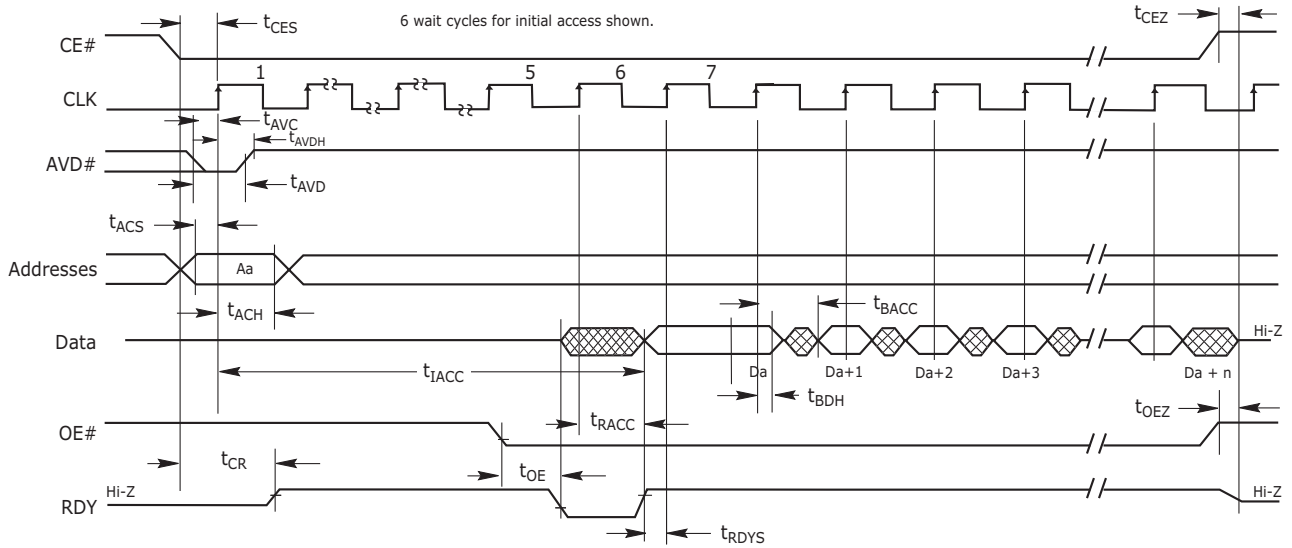 6 wait cycles for initial access shown.
tCES
tCEZ
CE#
1
5
6
7
CLK
tAVC
tAVDH
AVD#
tAVD
tACS
Addresses
Aa
tACH
tBACC
Data
Hi-Z
Da
Da+1
Da+2
Da+3
Da + n
tIACC
tBDH
tRACC
tOEZ
OE#
tCR
tOE
Hi-Z
Hi-Z
RDY
tRDYS